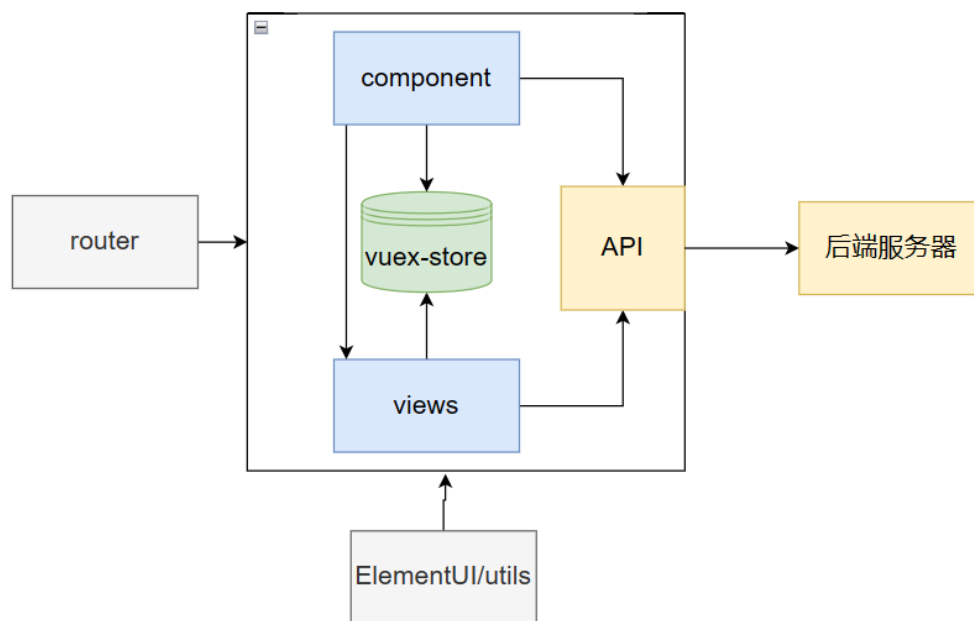 component
router
vuex-store
API
后端服务器
views
ElementUI/utils